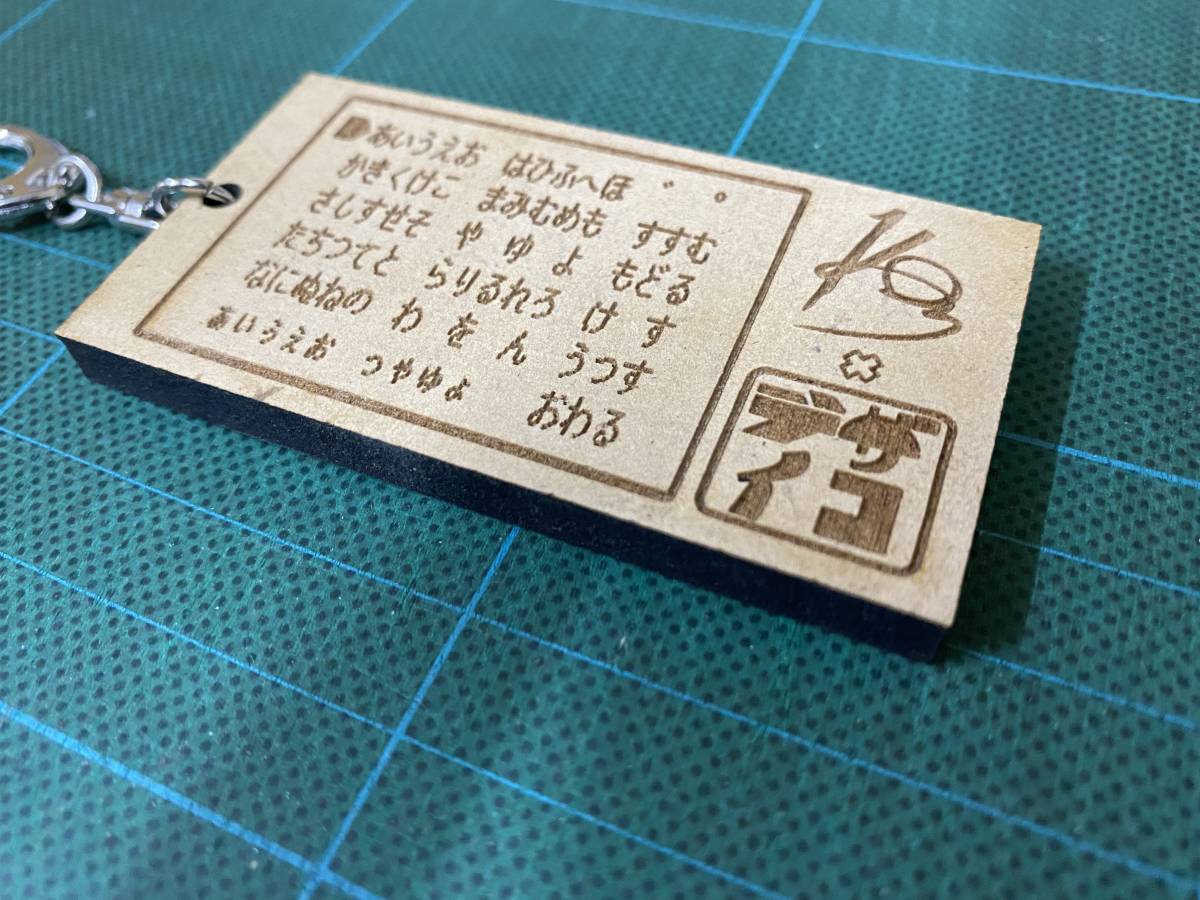 あいうえお はひふへほ ゛ ゜
かきくけこ まみむめも すすむ
さしすせそ や ゆ よ もどる
たちつてと らりるれろ け す
なにぬねの わ を ん うつす
ぁぃぅぇぉ っゃゅょ おわる
デザ
イコ